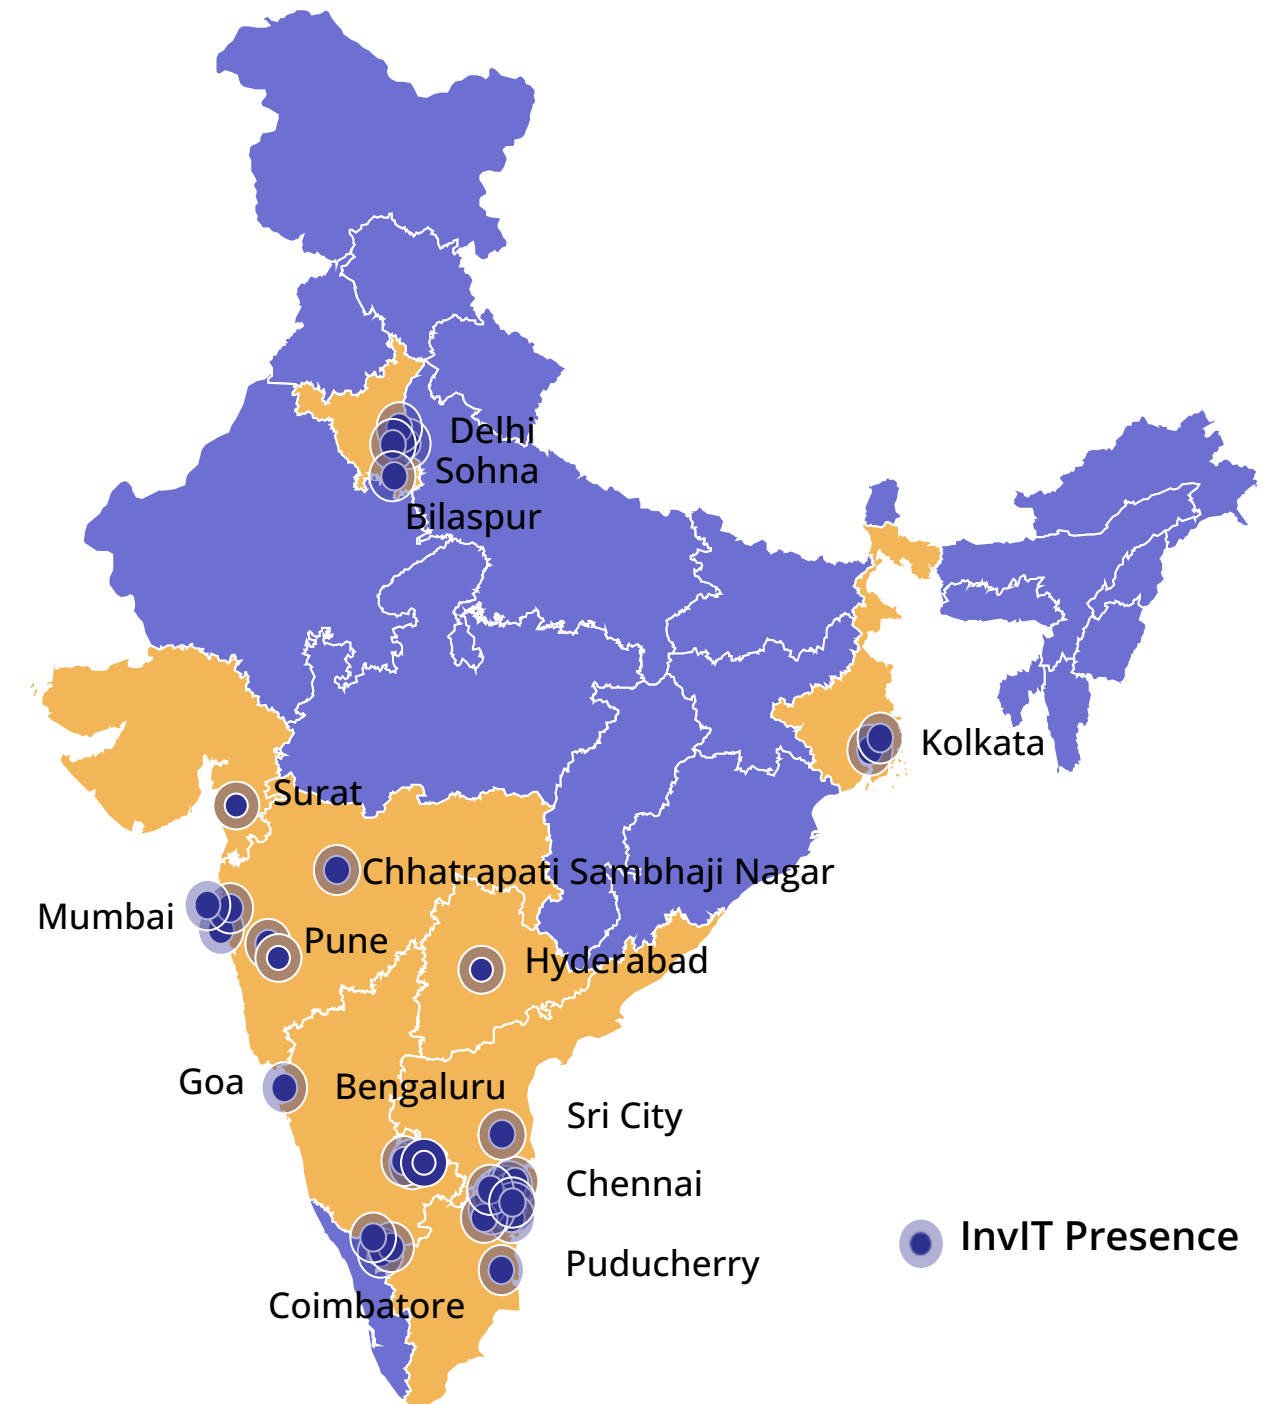 Delhi
Sohna
Bilaspur
Kolkata
Surat
Chhatrapati Sambhaji Nagar
Mumbai
Pune
Hyderabad
Goa
Bengaluru
Sri City
Chennai
InvIT Presence
Puducherry
Coimbatore